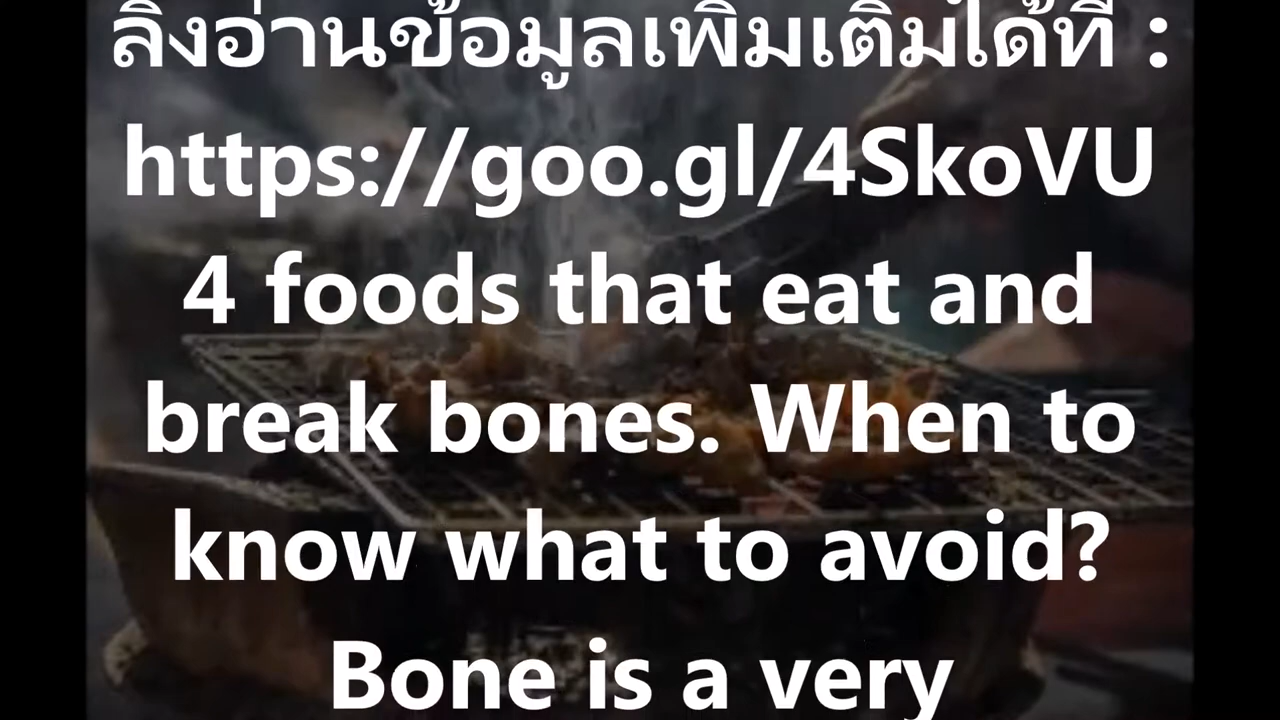 ลิ้งอ่านข้อมูลเพิ่มเติมได้ที่ :
https://goo.gl/4SkoVU
4 foods that eat and
break bones. When to
know what to avoid?
Bone is a very